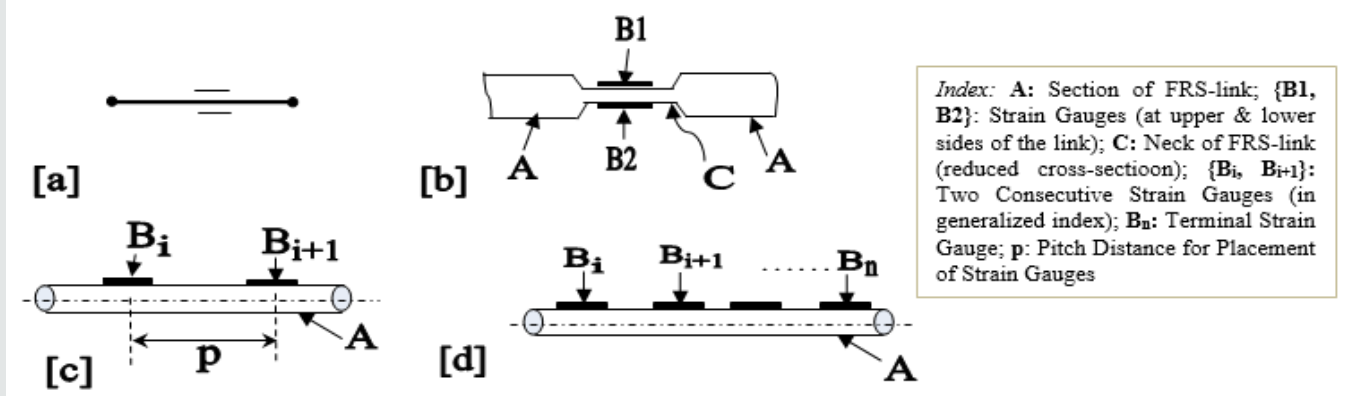 B1
[a]
[b]
A
B2
C
A
Index: A: Section of FRS-link; {B1,
B2}: Strain Gauges (at upper & lower
sides of the link); C: Neck of FRS-link
(reduced cross-sectioon); {Bi, Bi+1}:
Two Consecutive Strain Gauges (in
generalized index); Bn: Terminal Strain
Gauge; p: Pitch Distance for Placement
of Strain Gauges
Bi
Bi+1
p
A
[c]
Bi
Bi+1
........
Bn
[d]
A